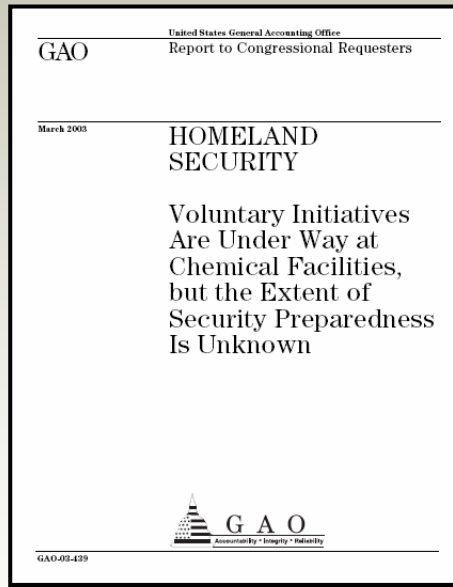 United States General Accounting Office
GAO
Report to Congressional Requesters
March 2003
HOMELAND
SECURITY
Voluntary Initiatives
Are Under Way at
Chemical Facilities,
but the Extent of
Security Preparedness
Is Unknown
G A O
Accountability * Integrity * Reliability
GAO-03-439